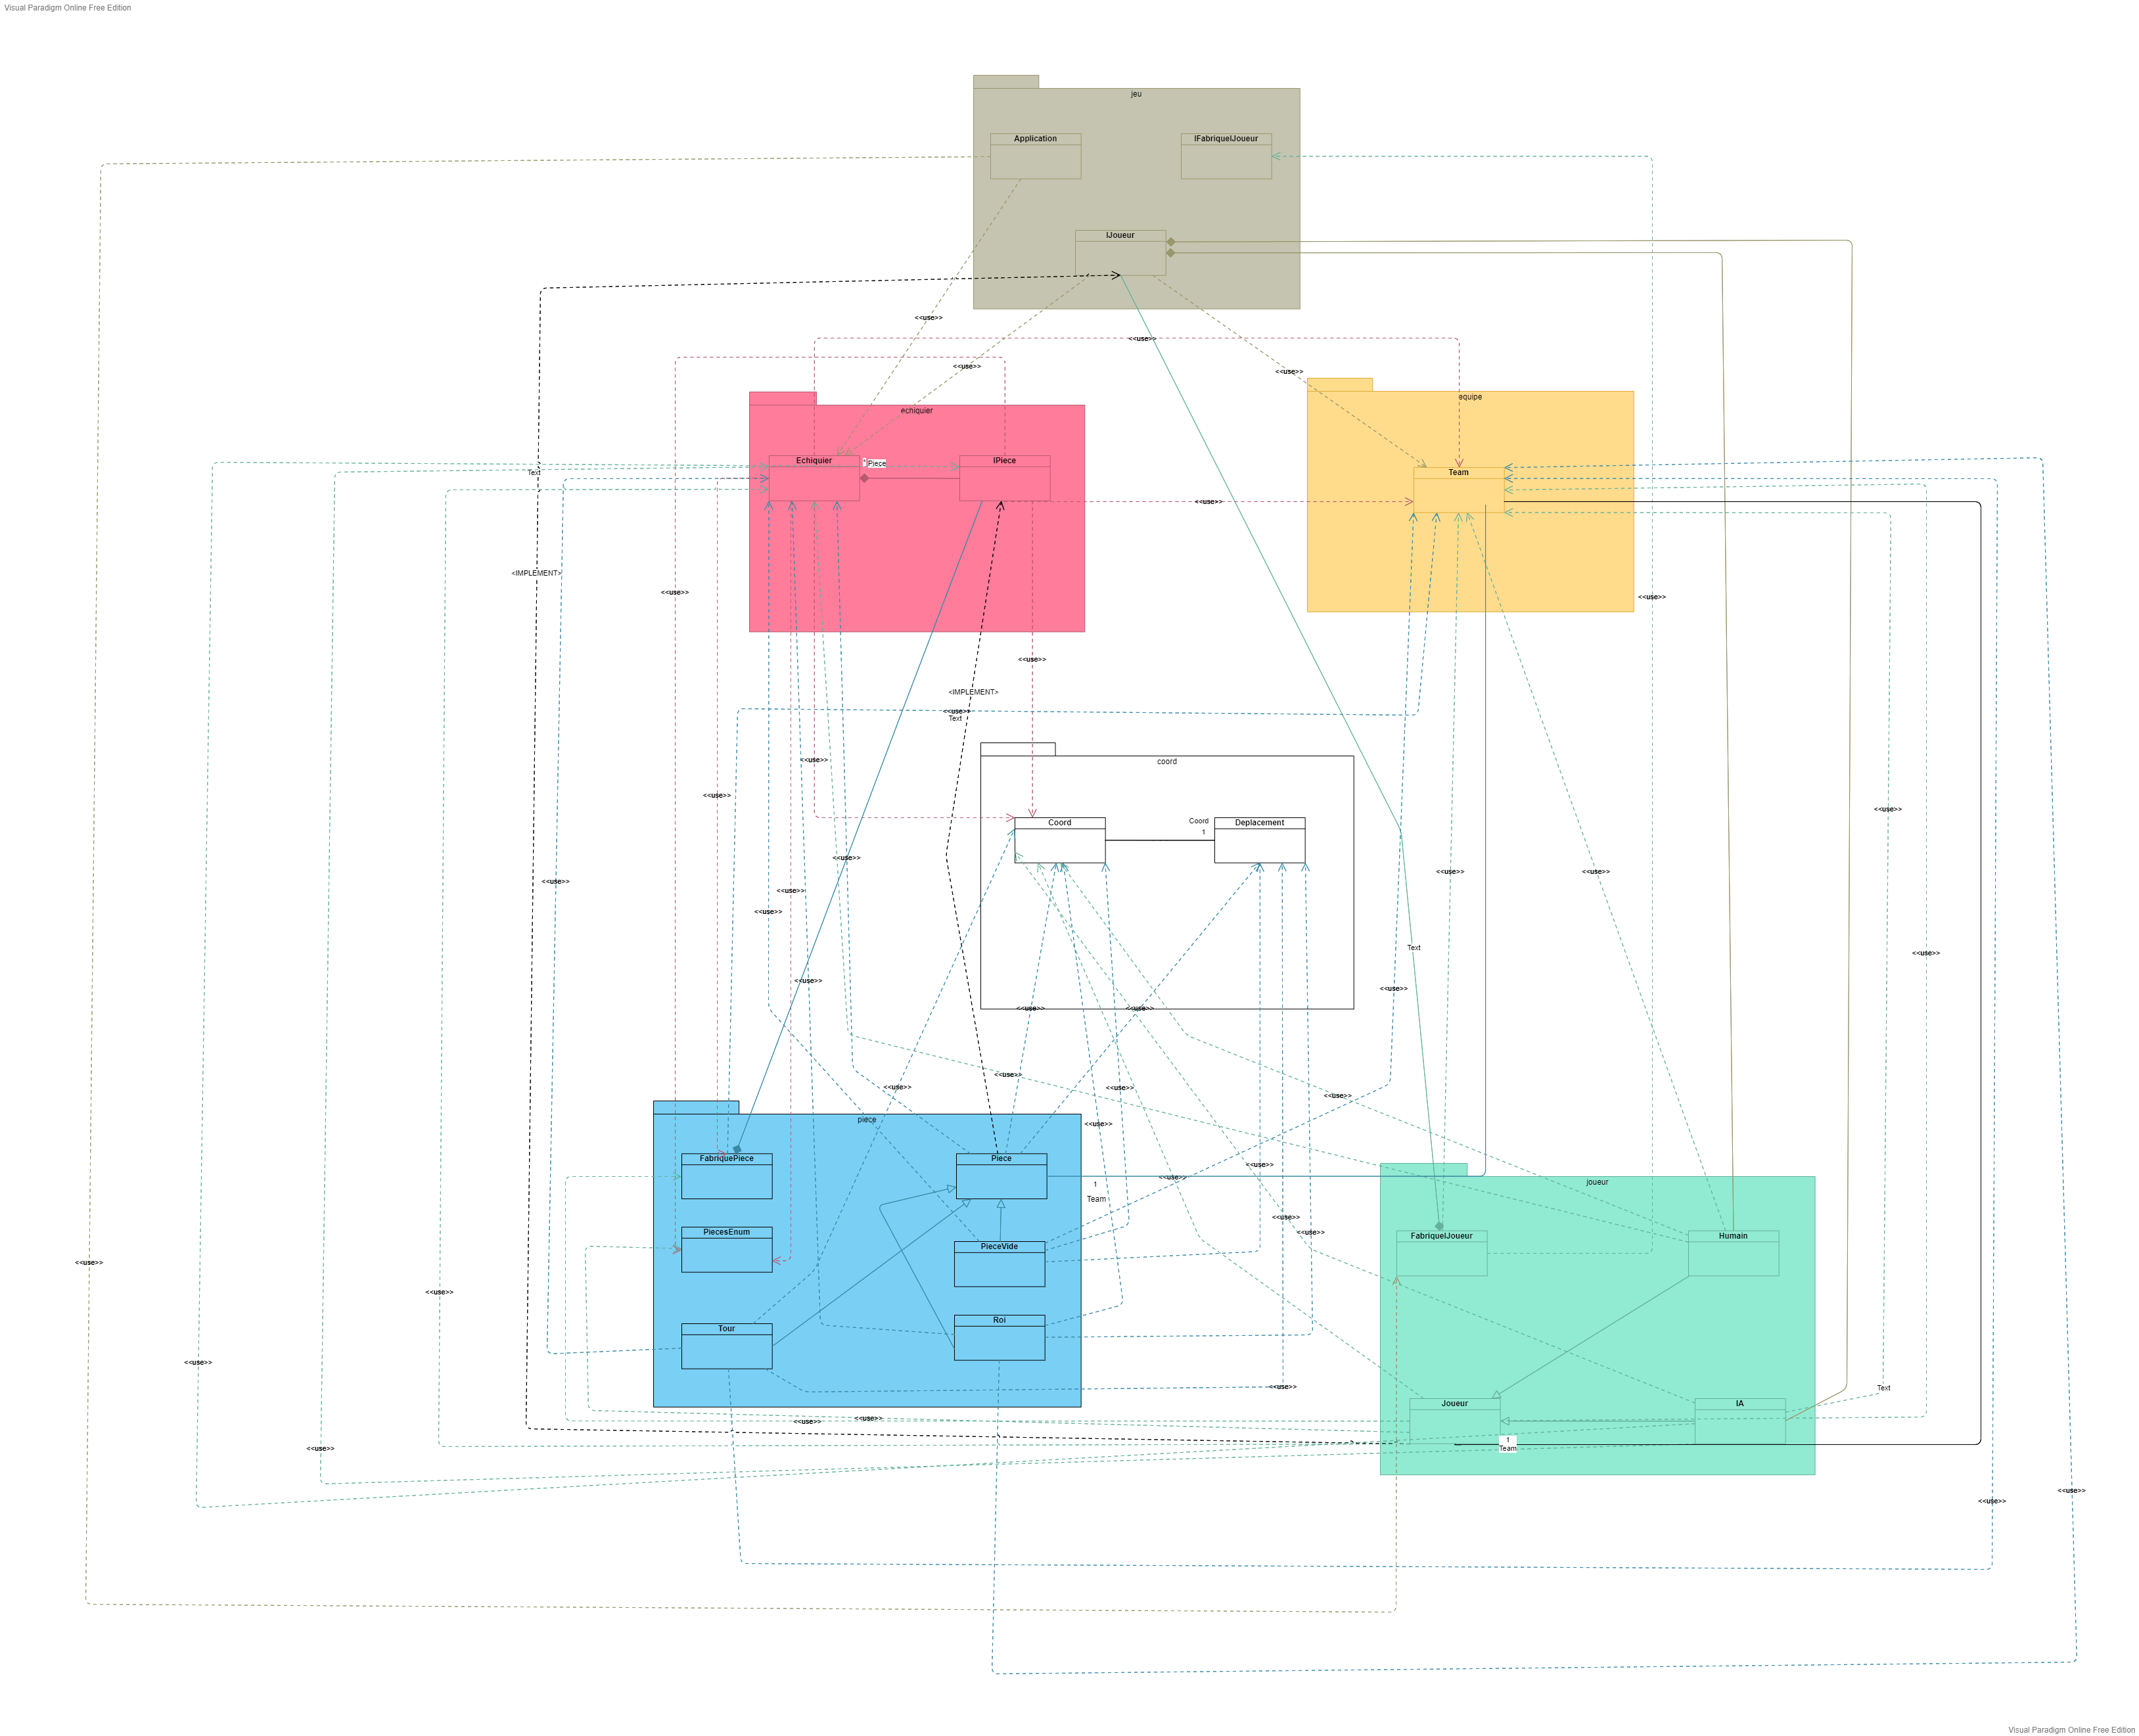 Visual Paradigm Online Free Edition
jeu
Application
IFabriqueIJoueur
IJoueur
<<use>>
<<use>>
<<use>>
<<use>>
equipe
echiquier
Echiquier
* Piece
IPiece
Team
Text
<<use>>
<IMPLEMENT>
<<use>>
<<use>>
<<use>>
<IMPLEMENT>
<<use>>
Text
<<use>>
coord
<<use>>
<<use>>
Coord
Coord
1
Deplacement
<<use>>
<<use>>
<<use>>
<<use>>
<<use>>
<<use>>
<<use>>
Text
<<use>>
<<use>>
<<use>>
<<use>>
<<use>>
<<use>>
<<use>>
<<use>>
<<use>>
piece
<<use>>
FabriquePiece
Piece
<<use>>
<<use>>
1
Team
joueur
<<use>>
PiecesEnum
PieceVide
<<use>>
FabriqueIJoueur
Humain
<<use>>
<<use>>
Roi
Tour
<<use>>
<<use>>
Text
Joueur
IA
<<use>>
<<use>>
1
Team
<<use>>
<<use>>
<<use>>
Visual Paradigm Online Free Edition